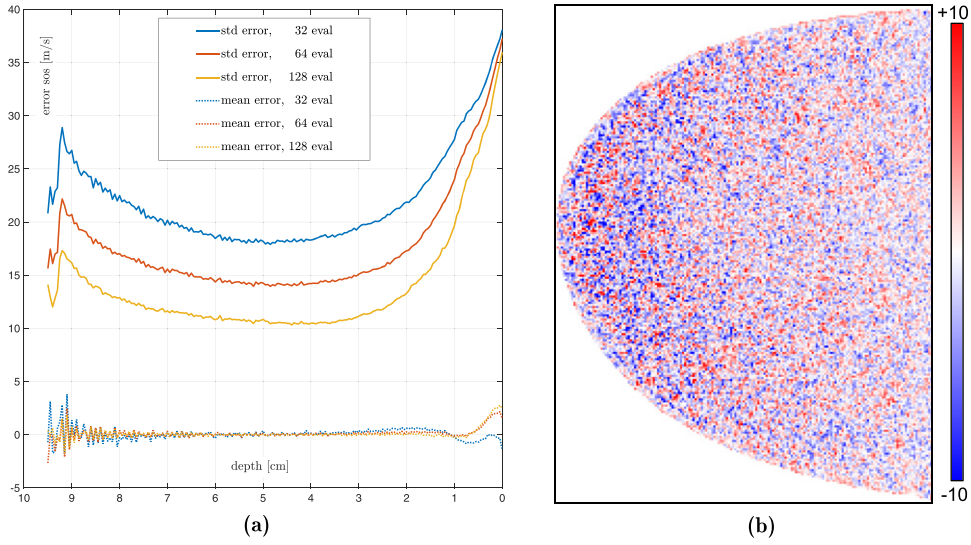 40
35
30
25
20
15
10
5
0
-5
error sos [m/s]
std error, 32 eval
std error, 64 eval
std error, 128 eval
mean error, 32 eval
mean error, 64 eval
mean error, 128 eval
depth [cm]
10 9 8 7 6 5 4 3 2 1 0
(a)
+10
-10
(b)